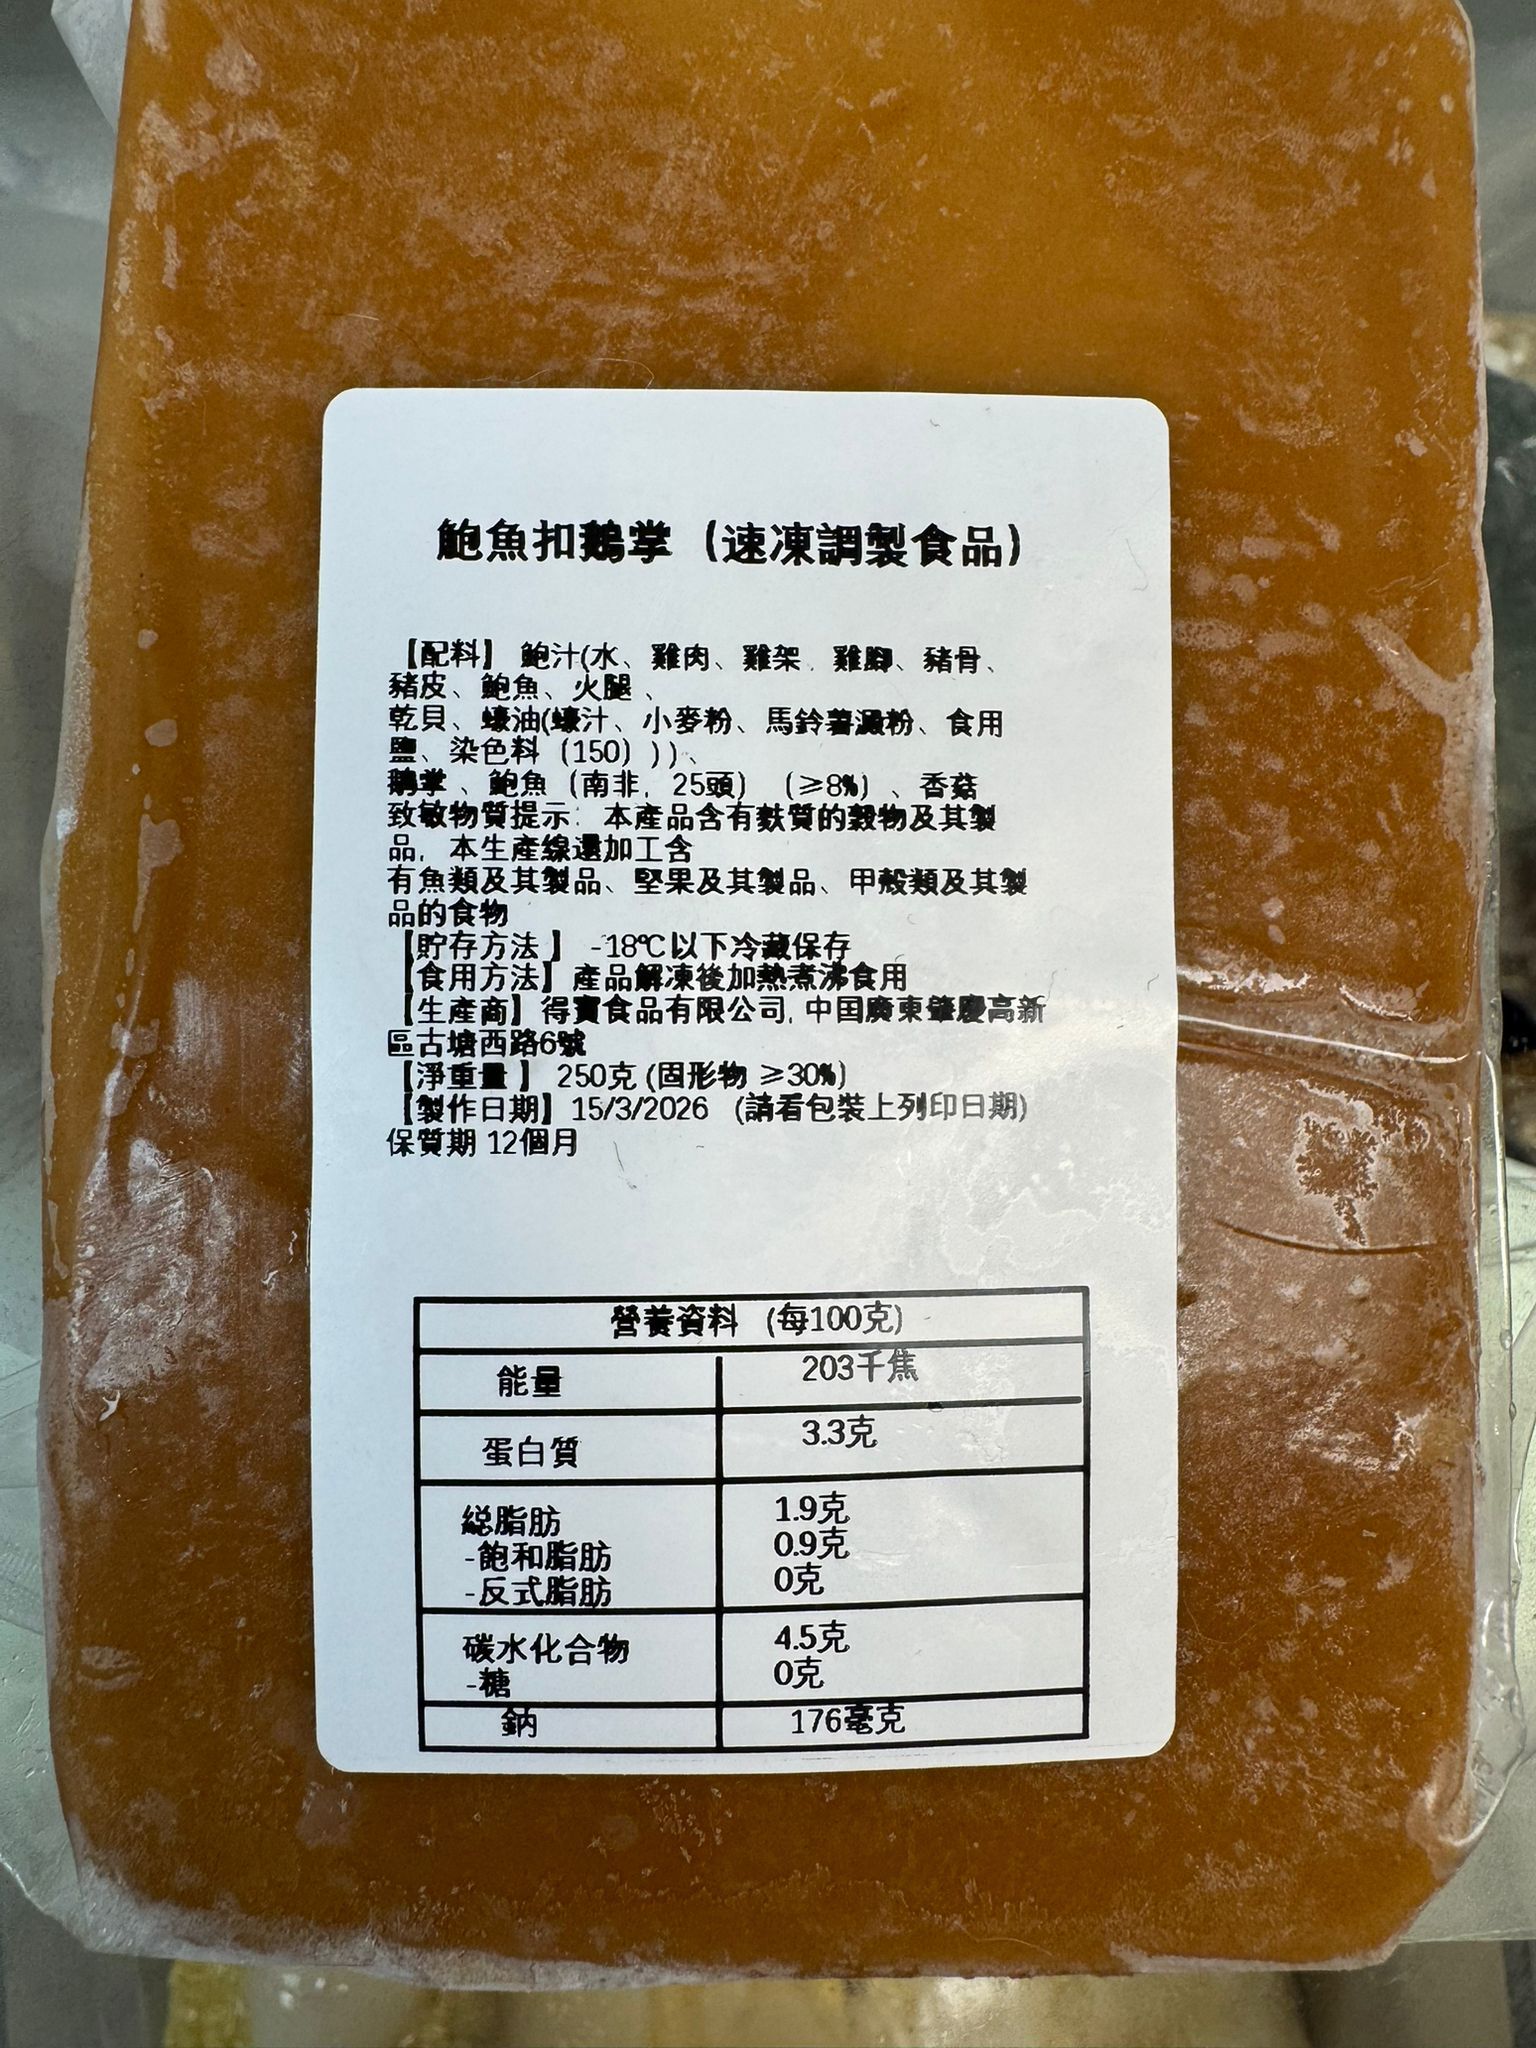 鮑魚扣鵝掌（速凍調製食品）
【配料】 鮑汁(水、雞肉、雞架、雞腳、豬骨、
豬皮、鮑魚、火腿、
乾貝、蠔油(蠔汁、小麥粉、馬鈴薯澱粉、食用
鹽、染色料（150）))、
鵝掌、鮑魚（南非，25頭）（≥8%）、香菇
致敏物質提示：本產品含有麩質的穀物及其製
品，本生產線還加工含
有魚類及其製品、堅果及其製品、甲殼類及其製
品的食物
【貯存方法】 -18℃以下冷藏保存
【食用方法】產品解凍後加熱煮沸食用
【生產商】得寶食品有限公司, 中国廣東肇慶高新
區古塘西路6號
【淨重量】 250克 (固形物 ≥30%)
【製作日期】15/3/2026 (請看包裝上列印日期)
保質期 12個月
營養資料 (每100克)
能量 203千焦
蛋白質 3.3克
総脂肪 1.9克
-飽和脂肪 0.9克
-反式脂肪 0克
碳水化合物 4.5克
-糖 0克
鈉 176毫克